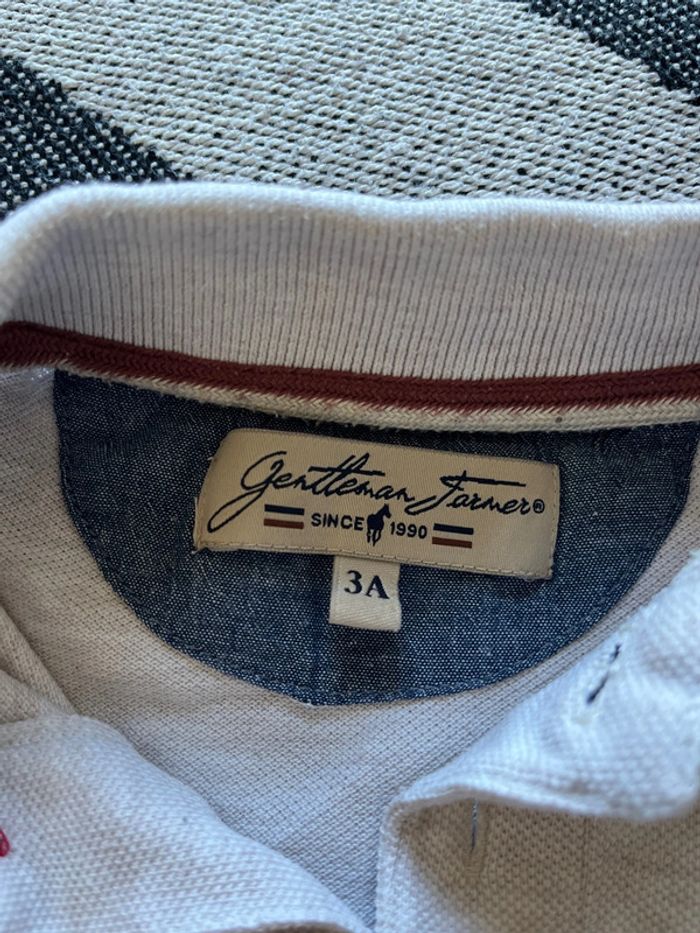 Gentleman Farmer®
SINCE 1990
3A